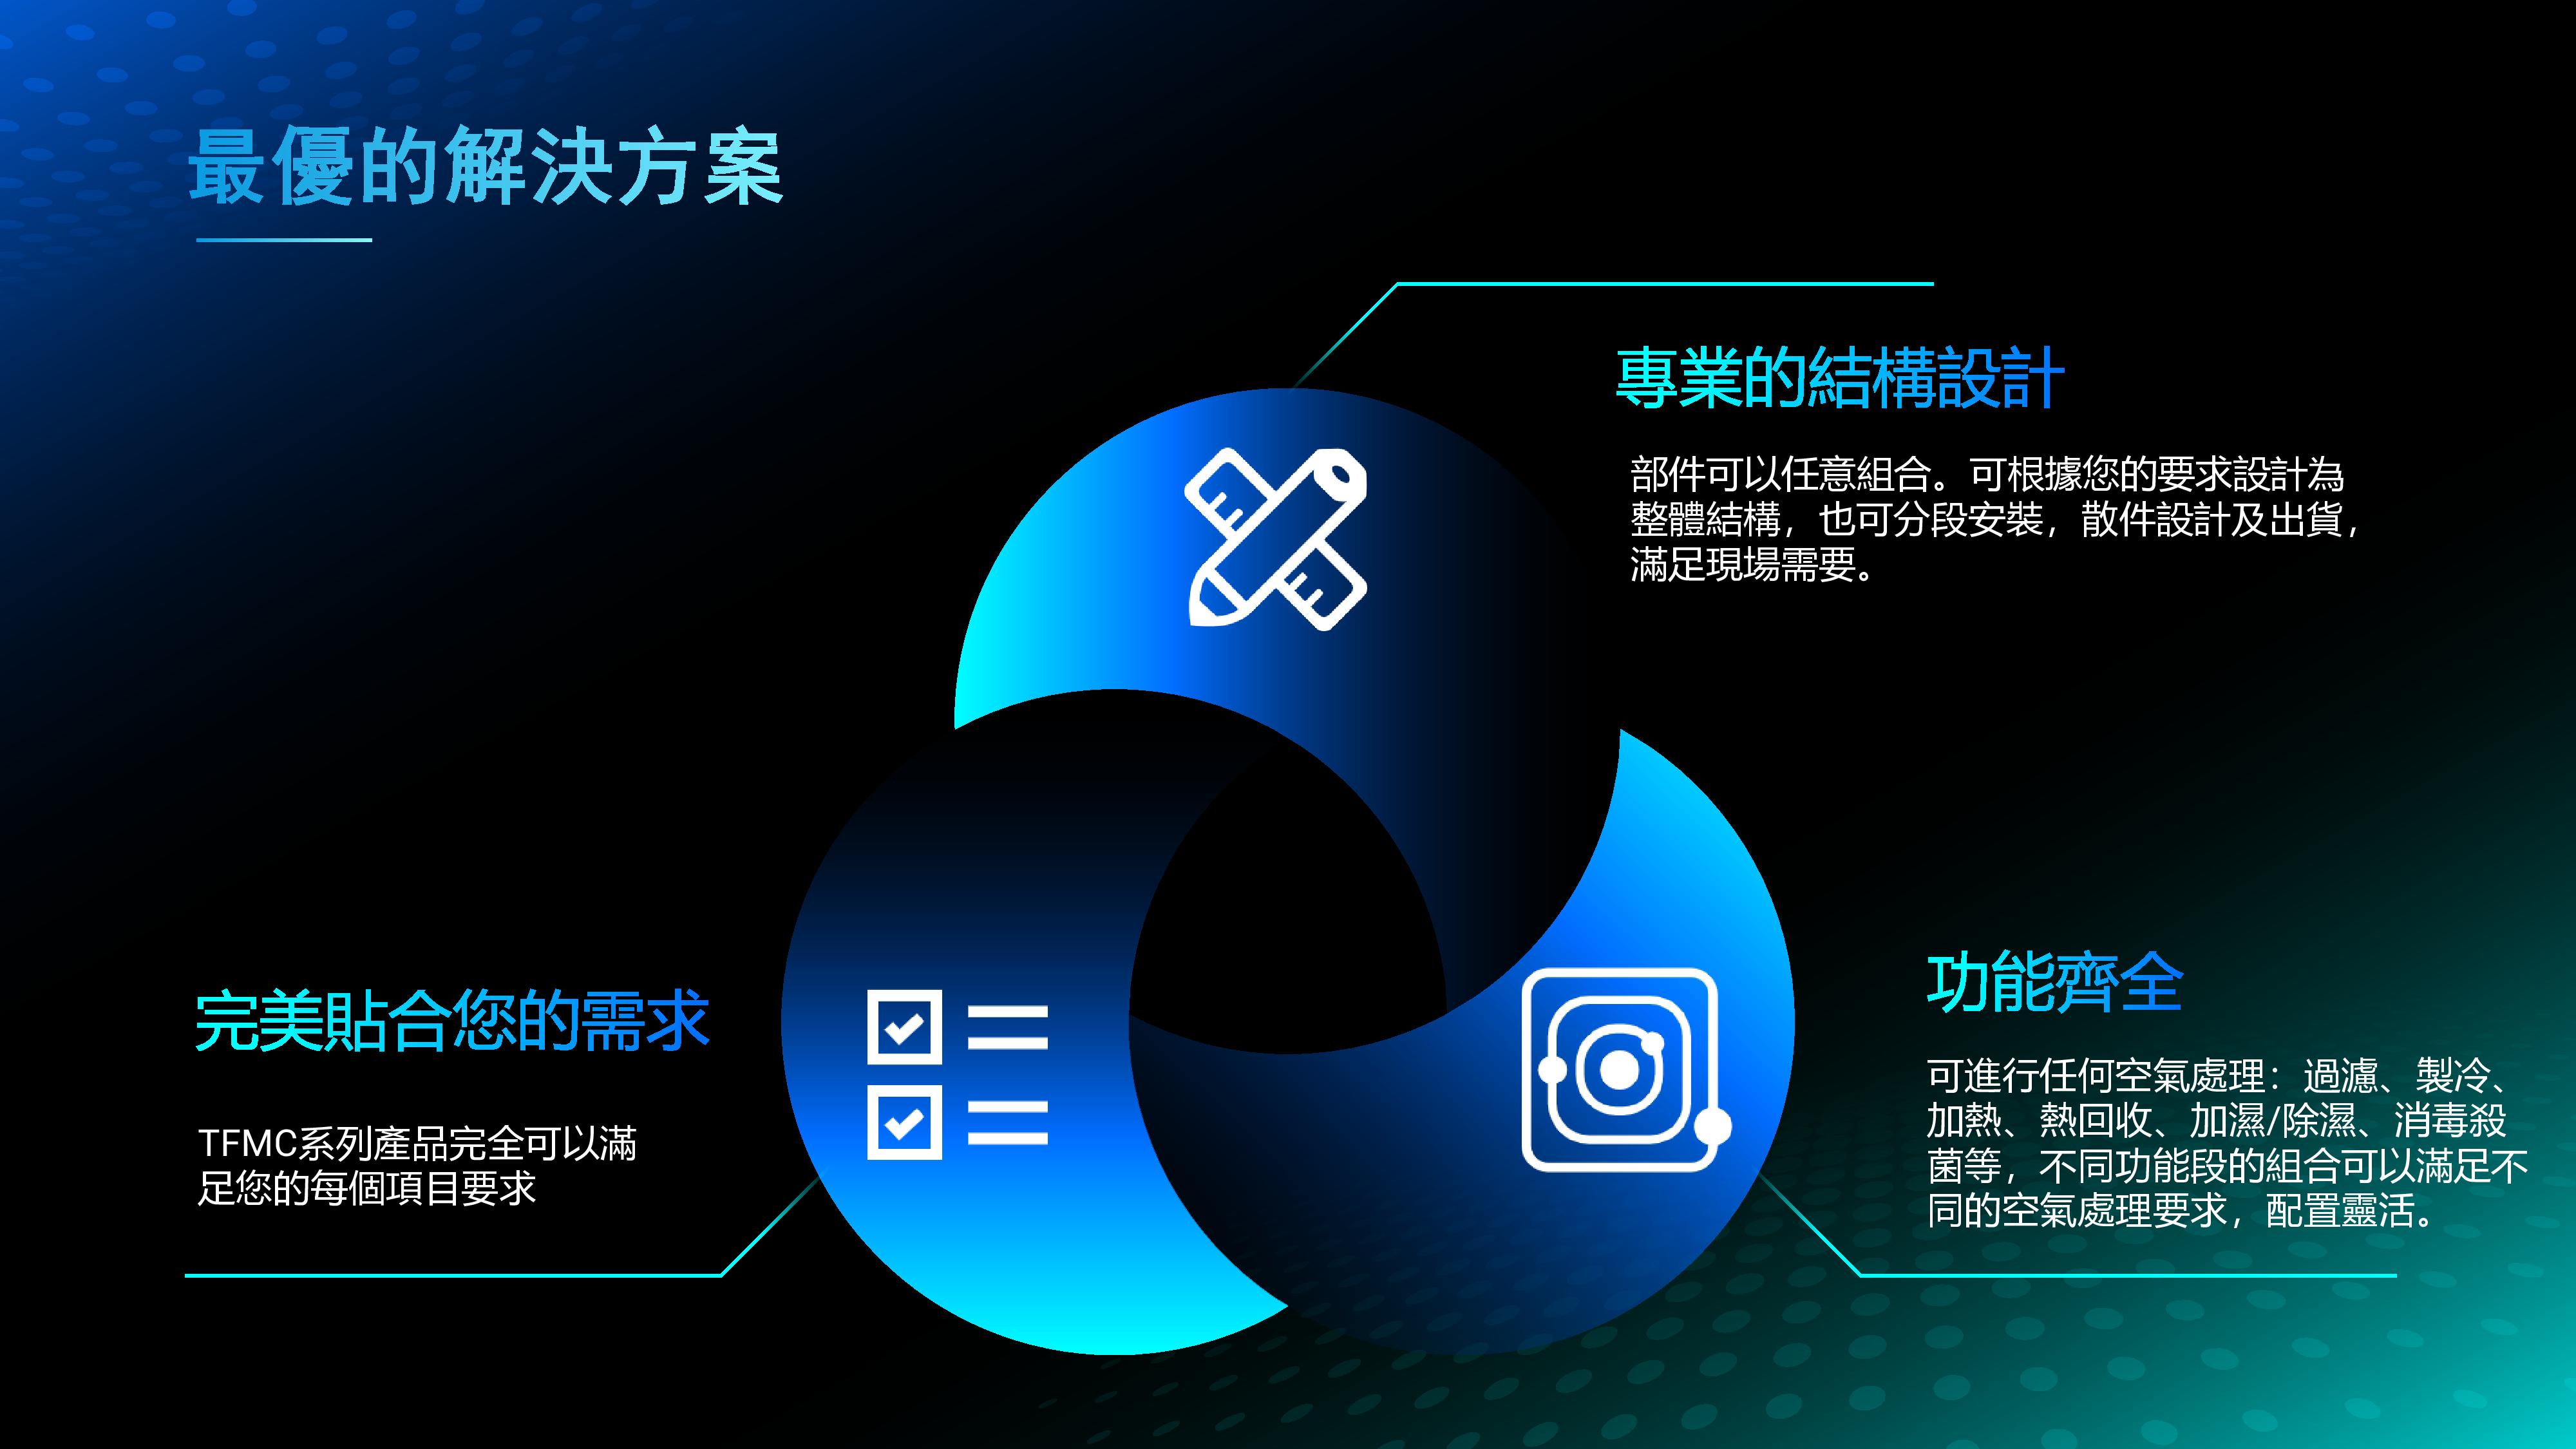 最優的解決方案
專業的結構設計
部件可以任意組合。可根據您的要求設計為
整體結構，也可分段安裝，散件設計及出貨，
滿足現場需要。
完美貼合您的需求
TFMC系列產品完全可以滿
足您的每個項目要求
功能齊全
可進行任何空氣處理：過濾、製冷、
加熱、熱回收、加濕/除濕、消毒殺
菌等，不同功能段的組合可以滿足不
同的空氣處理要求，配置靈活。